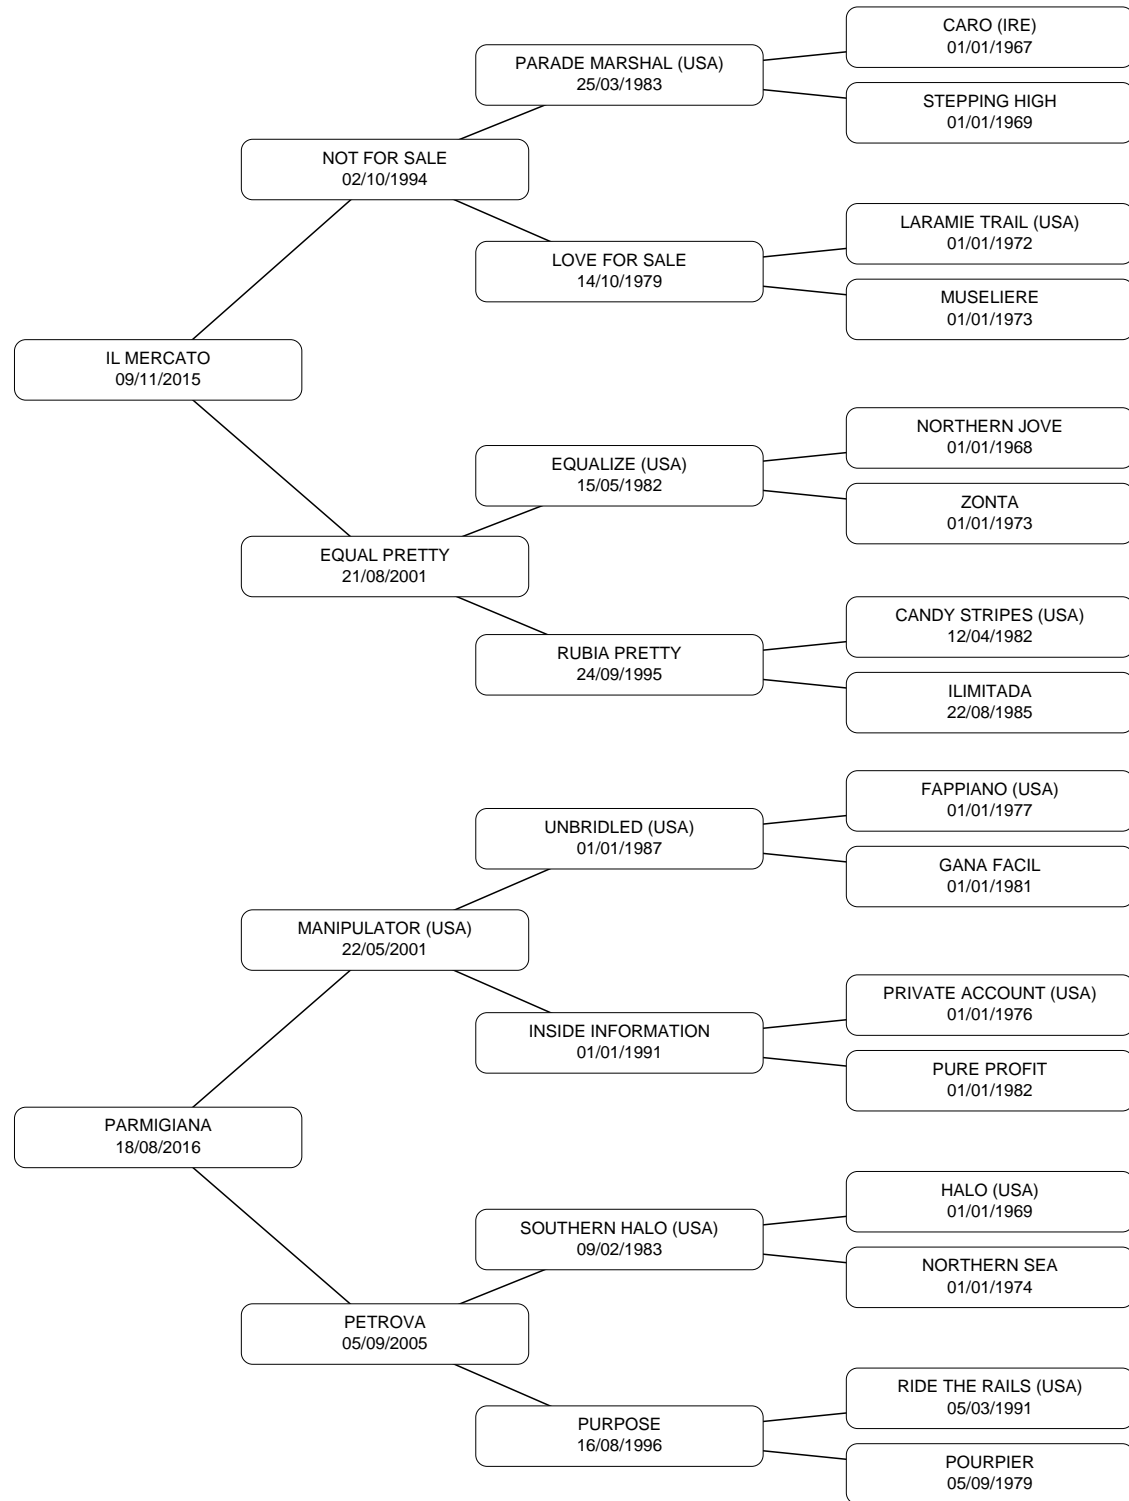 CARO (IRE)
01/01/1967
PARADE MARSHAL (USA)
25/03/1983
STEPPING HIGH
01/01/1969
NOT FOR SALE
02/10/1994
LARAMIE TRAIL (USA)
01/01/1972
LOVE FOR SALE
14/10/1979
MUSELIERE
01/01/1973
IL MERCATO
09/11/2015
NORTHERN JOVE
01/01/1968
EQUALIZE (USA)
15/05/1982
ZONTA
01/01/1973
EQUAL PRETTY
21/08/2001
CANDY STRIPES (USA)
12/04/1982
RUBIA PRETTY
24/09/1995
ILIMITADA
22/08/1985
FAPPIANO (USA)
01/01/1977
UNBRIDLED (USA)
01/01/1987
GANA FACIL
01/01/1981
MANIPULATOR (USA)
22/05/2001
PRIVATE ACCOUNT (USA)
01/01/1976
INSIDE INFORMATION
01/01/1991
PURE PROFIT
01/01/1982
PARMIGIANA
18/08/2016
HALO (USA)
01/01/1969
SOUTHERN HALO (USA)
09/02/1983
NORTHERN SEA
01/01/1974
PETROVA
05/09/2005
RIDE THE RAILS (USA)
05/03/1991
PURPOSE
16/08/1996
POURPIER
05/09/1979